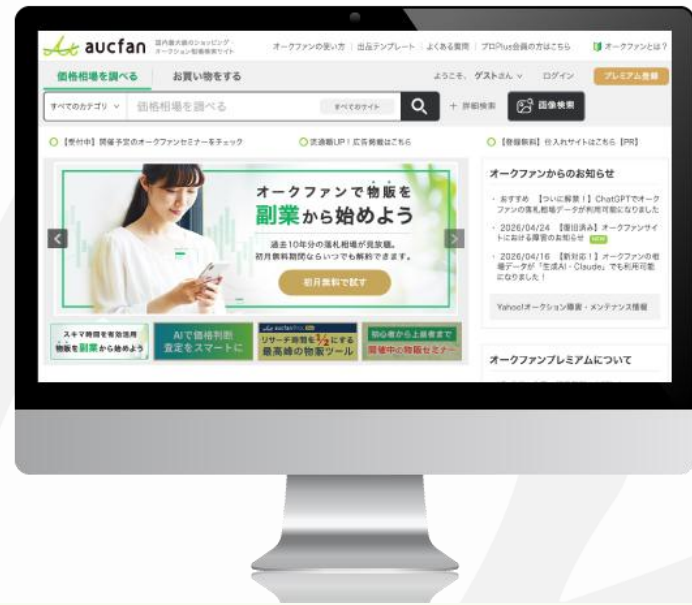 aucfan
国内最大級のショッピング・
オークション相場検索サイト
オークファンの使い方
出品テンプレート
よくある質問
プロPlus会員の方はこちら
オークファンとは?
価格相場を調べる
お買い物をする
ようこそ、ゲストさん
ログイン
プレミアム登録
すべてのカテゴリ
価格相場を調べる
すべてのサイト
+ 詳細検索
画像検索
【受付中】開催予定のオークファンセミナーをチェック
流通額UP!広告掲載はこちら
【登録無料】仕入れサイトはこちら【PR】
オークファンで物販を
副業から始めよう
過去10年分の落札相場が見放題。
初月無料期間ならいつでも解約できます。
初月無料で試す
オークファンからのお知らせ
・おすすめ 【ついに解禁!】ChatGPTでオーク
ファンの落札相場データが利用可能になりました
・2026/04/24 【復旧済み】オークファンサイ
トにおける障害のお知らせ NEW
・2026/04/16 【新対応!】オークファンの相
場データが「生成AI・Claude」でも利用可能
になりました!
Yahoo!オークション障害・メンテナンス情報
スキマ時間を有効活用
物販を副業から始めよう
AIで価格判断
査定をスマートに
リサーチ時間を1/2にする
最高峰の物販ツール
初心者から上級者まで
開催中の物販セミナー
オークファンプレミアムについて